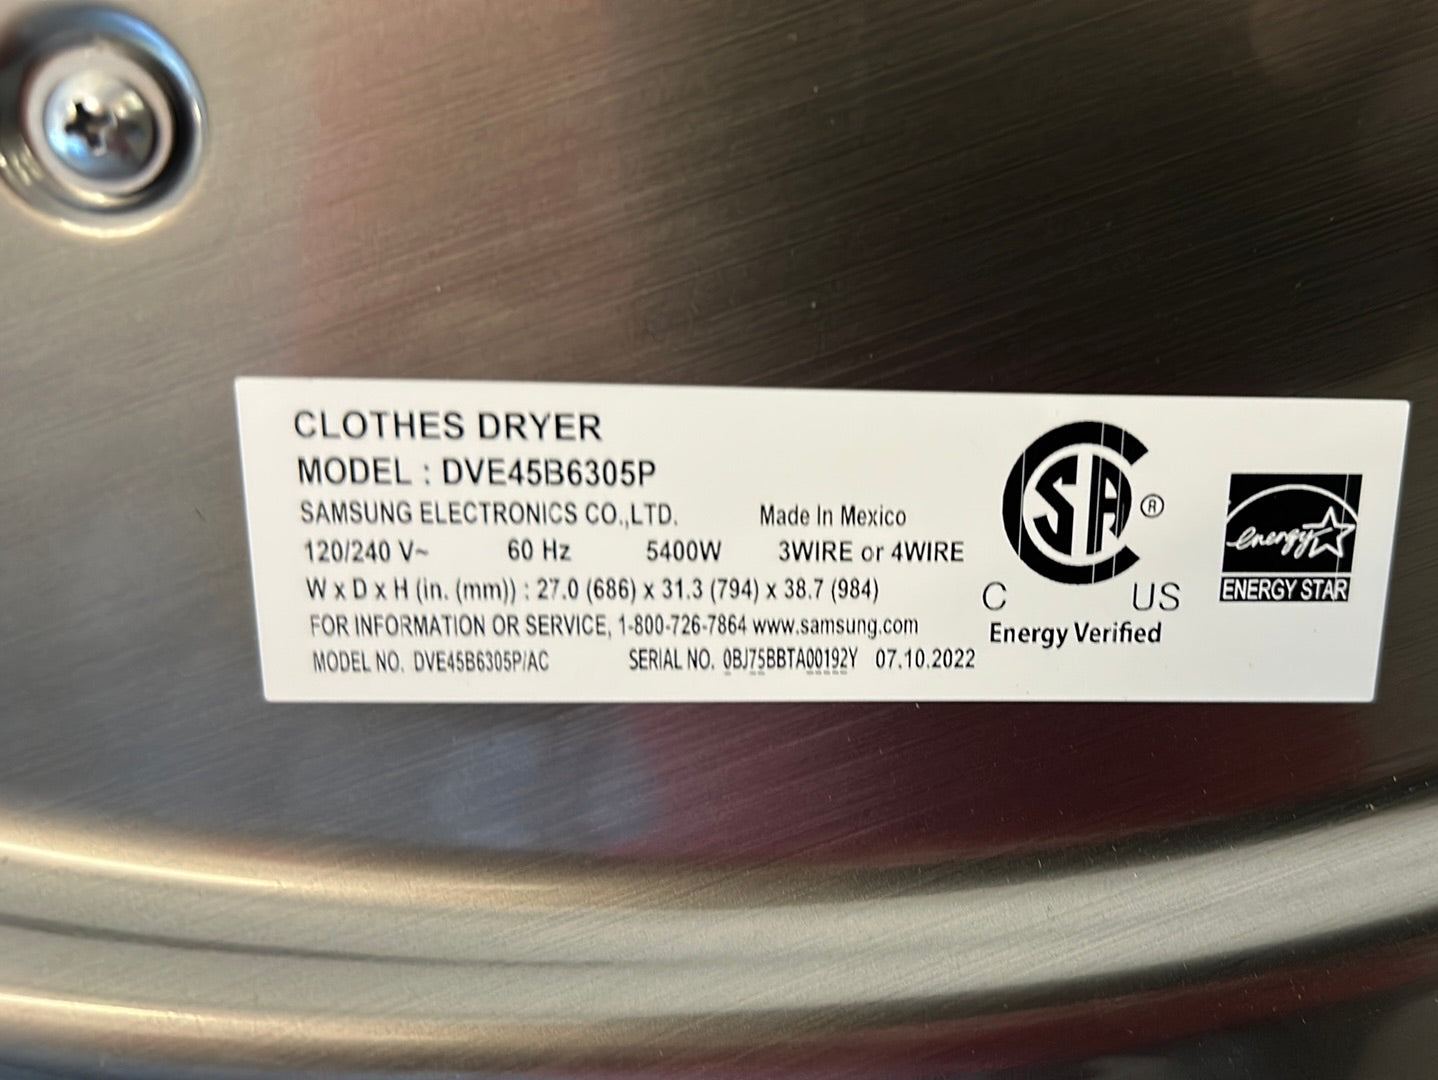 CLOTHES DRYER
MODEL : DVE45B6305P
SAMSUNG ELECTRONICS CO.,LTD. Made In Mexico
120/240 V~ 60 Hz 5400W 3WIRE or 4WIRE
W x D x H (in. (mm)) : 27.0 (686) x 31.3 (794) x 38.7 (984)
FOR INFORMATION OR SERVICE, 1-800-726-7864 www.samsung.com
MODEL NO. DVE45B6305P/AC SERIAL NO. 0BJ75BBTA00192Y 07.10.2022
SA ®
C US
Energy Verified
energy
ENERGY STAR